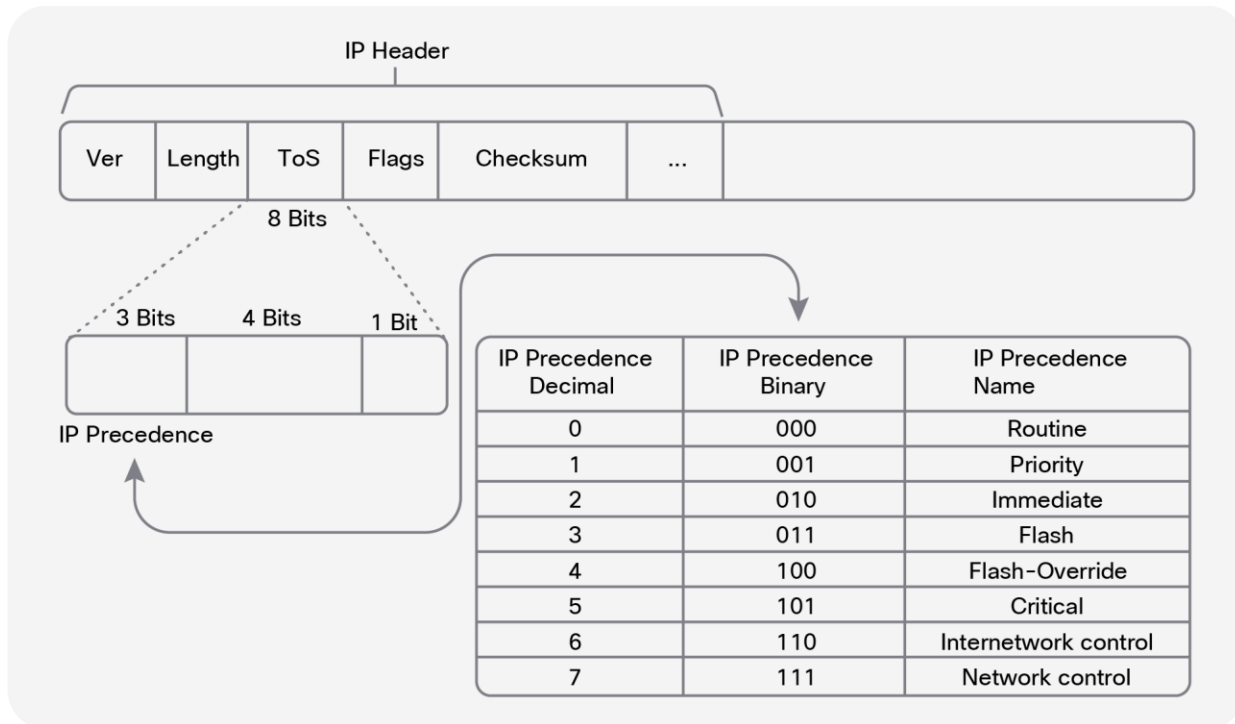 IP Header
Ver Length ToS Flags Checksum ...
8 Bits
3 Bits 4 Bits 1 Bit
IP Precedence
IP Precedence Decimal IP Precedence Binary IP Precedence Name
0 000 Routine
1 001 Priority
2 010 Immediate
3 011 Flash
4 100 Flash-Override
5 101 Critical
6 110 Internetwork control
7 111 Network control